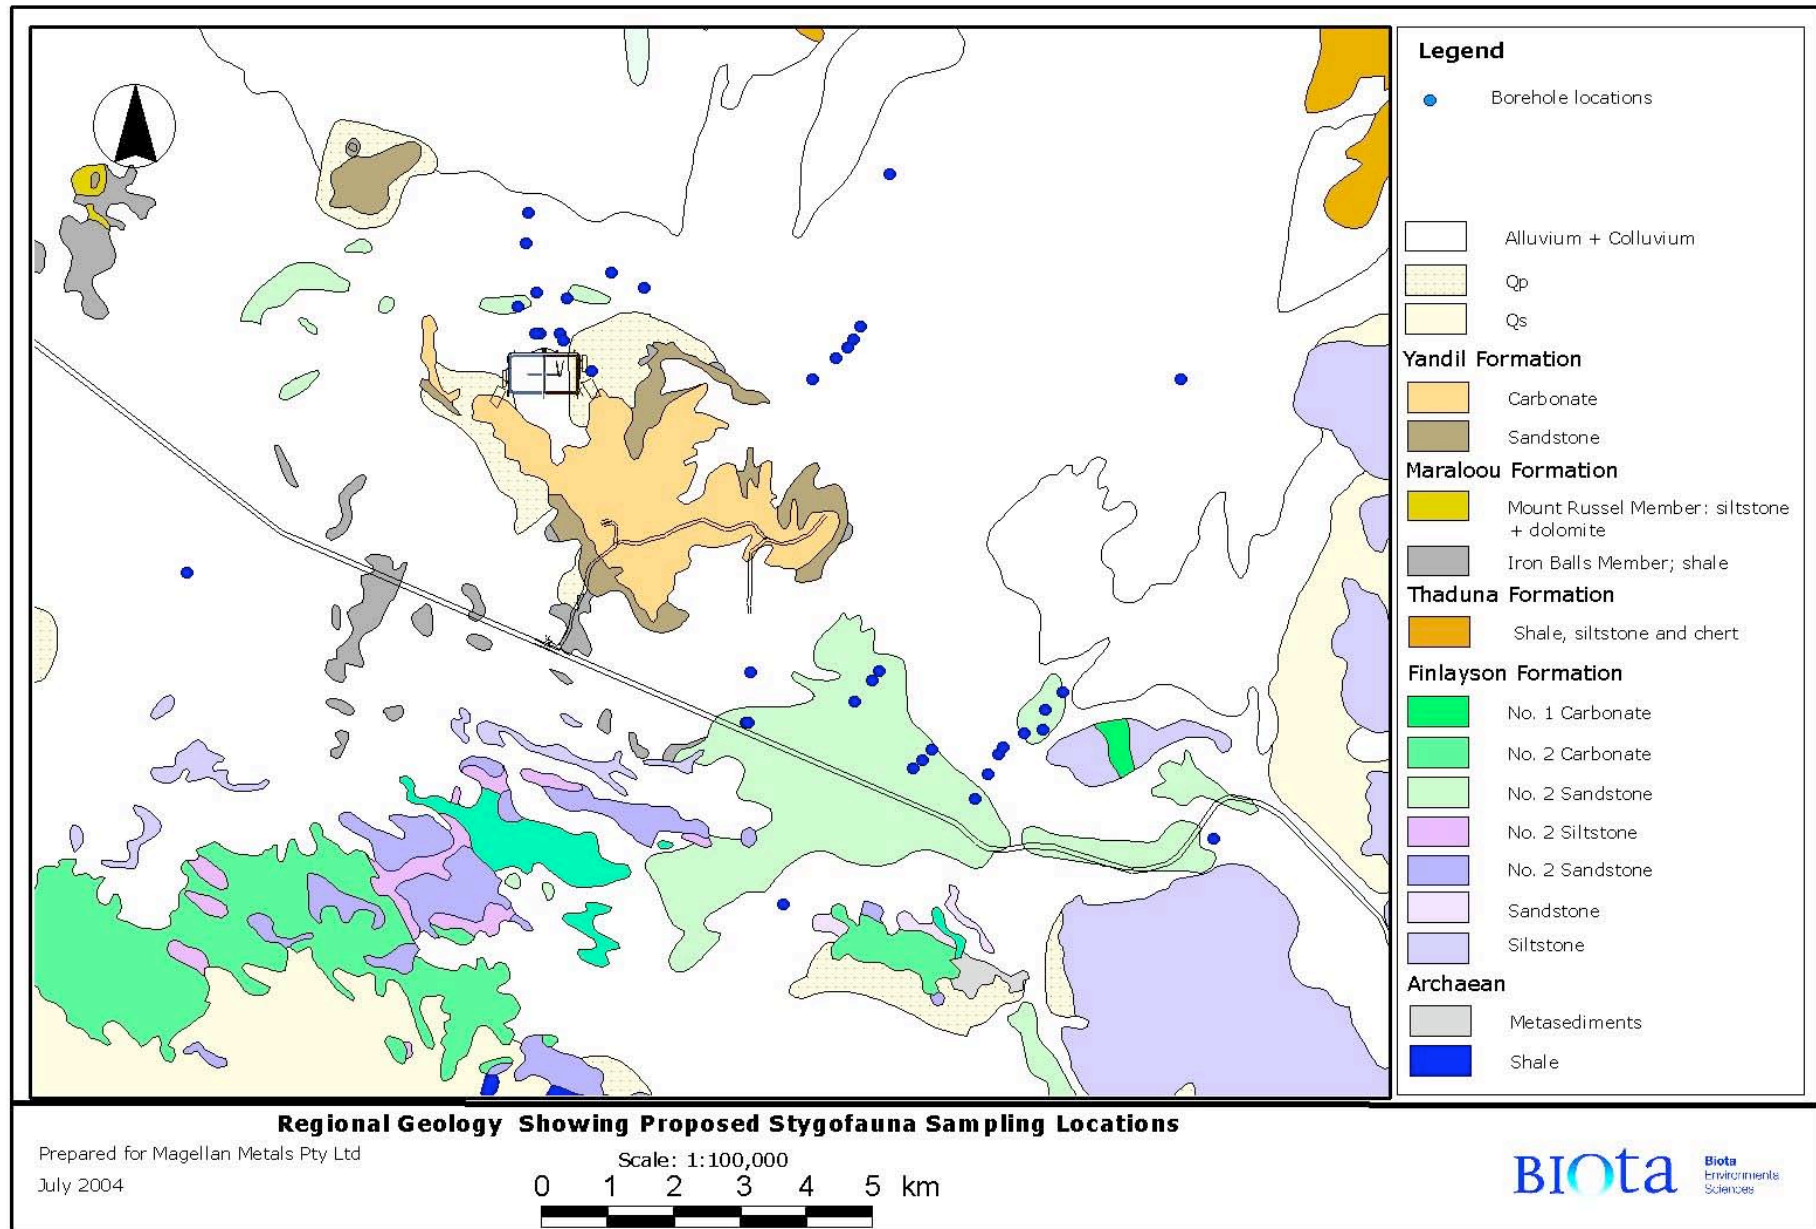 Legend
Borehole locations
Alluvium + Colluvium
Qp
Qs
Yandil Formation
Carbonate
Sandstone
Maraloou Formation
Mount Russel Member: siltstone
+ dolomite
Iron Balls Member; shale
Thaduna Formation
Shale, siltstone and chert
Finlayson Formation
No. 1 Carbonate
No. 2 Carbonate
No. 2 Sandstone
No. 2 Siltstone
No. 2 Sandstone
Sandstone
Siltstone
Archaean
Metasediments
Shale
Regional Geology Showing Proposed Stygofauna Sampling Locations
Prepared for Magellan Metals Pty Ltd
July 2004
Scale: 1:100,000
0 1 2 3 4 5 km
BIOta
Biota
Environmenta
Sciences